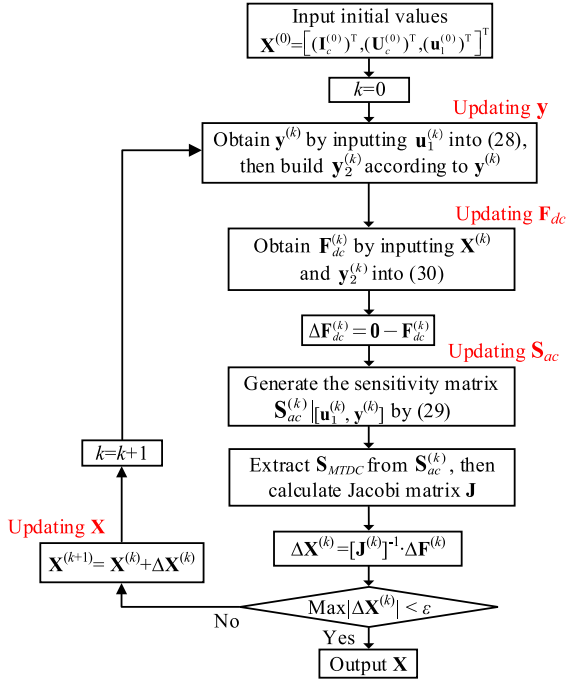 Input initial values
X^(0)=[(I_c^(0))^T,(U_c^(0))^T,(u_1^(0))^T]^T
k=0
Updating y
Obtain y^(k) by inputting u_1^(k) into (28),
then build y_2^(k) according to y^(k)
Updating F_dc
Obtain F_dc^(k) by inputting X^(k)
and y_2^(k) into (30)
ΔF_dc^(k) = 0 − F_dc^(k)
Updating S_ac
Generate the sensitivity matrix
S_ac^(k)|[u_1^(k), y^(k)] by (29)
k=k+1
Extract S_MTDC from S_ac^(k), then
calculate Jacobi matrix J
Updating X
X^(k+1)= X^(k)+ΔX^(k)
ΔX^(k)=[J^(k)]^-1·ΔF^(k)
Max|ΔX^(k)| < ε
No
Yes
Output X